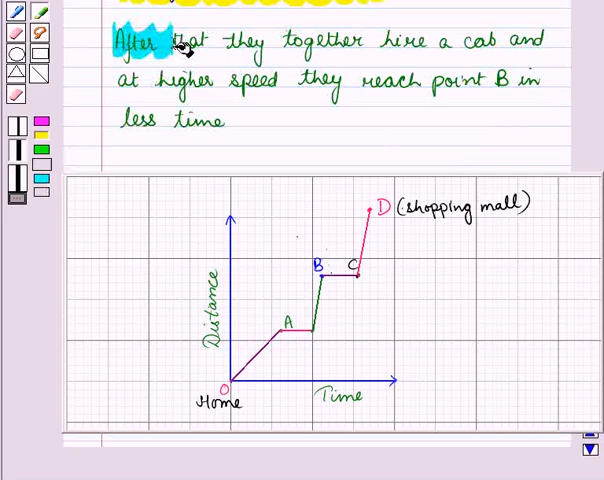 After that they together hire a cab and
at higher speed they reach point B in
less time
D (shopping mall)
B
C
A
Distance
O
Home
Time